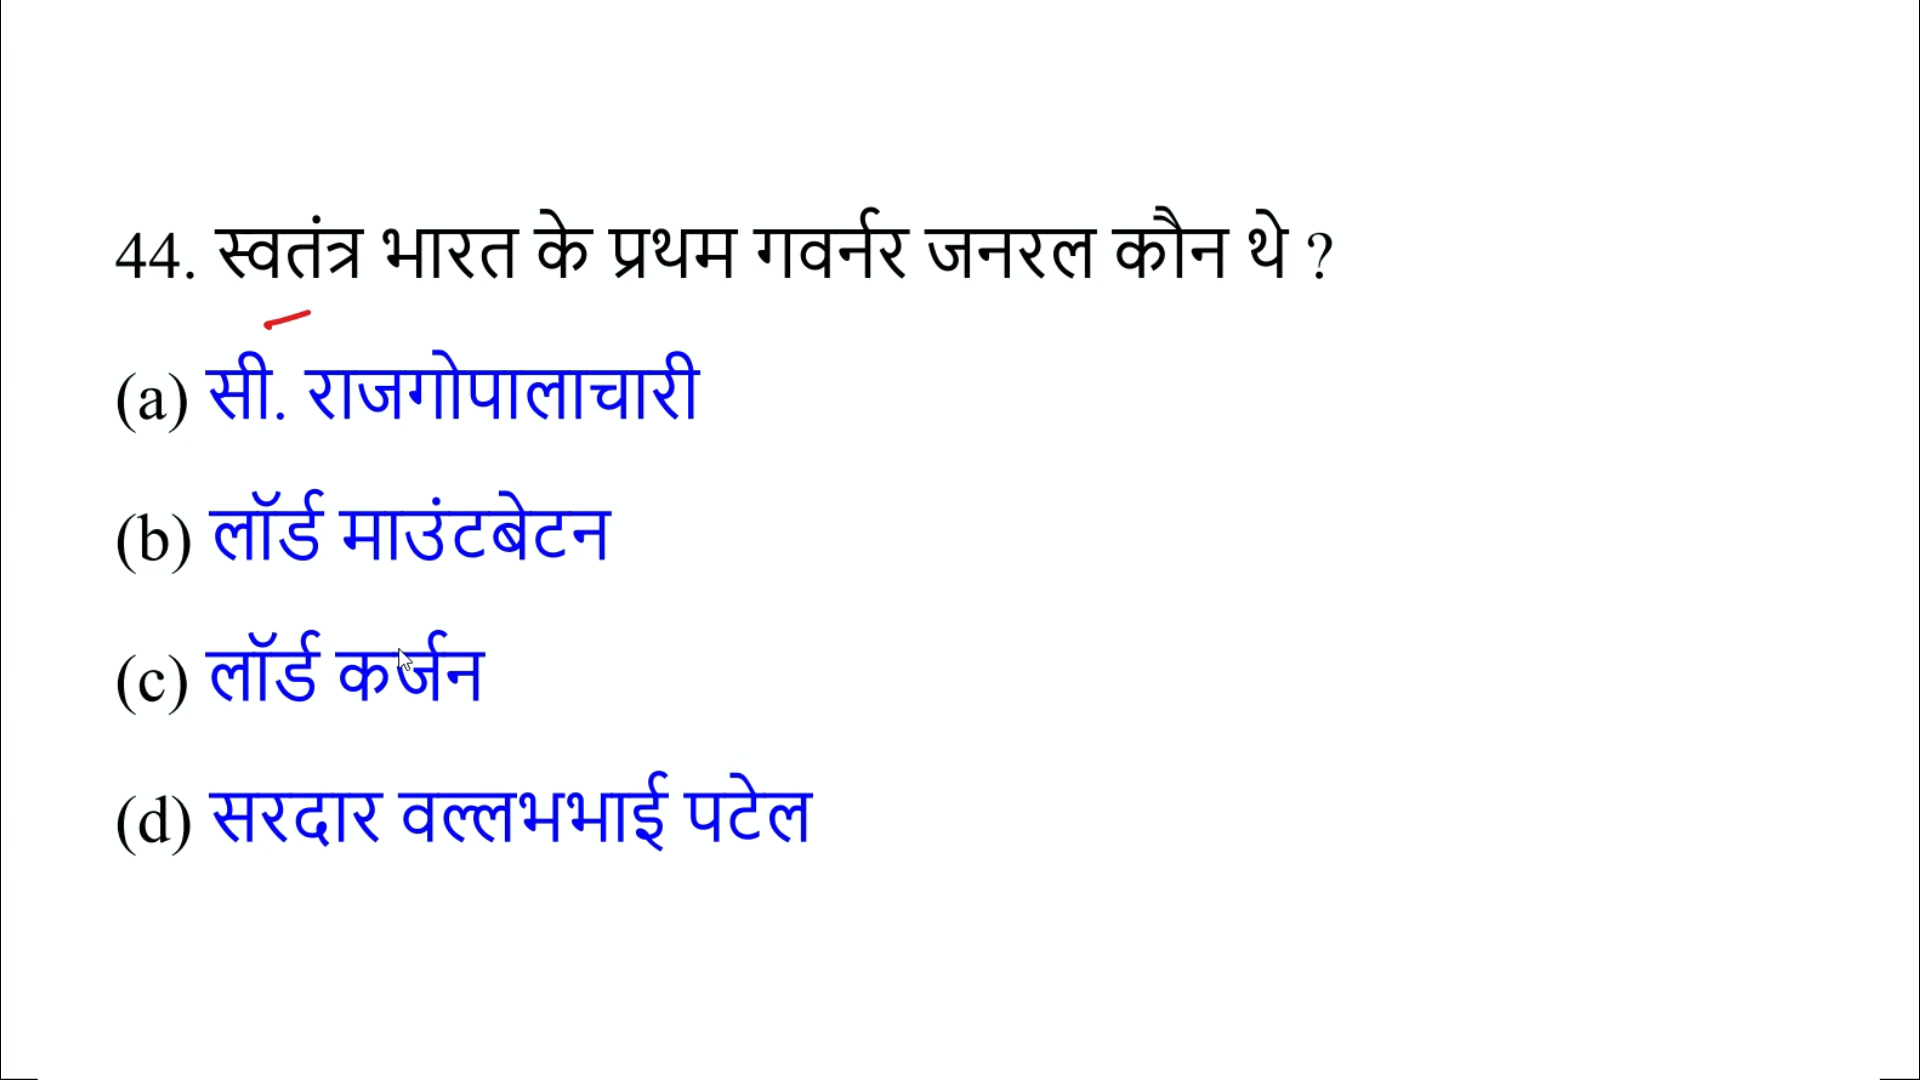 44. स्वतंत्र भारत के प्रथम गवर्नर जनरल कौन थे ?
(a) सी. राजगोपालाचारी
(b) लॉर्ड माउंटबेटन
(c) लॉर्ड कर्जन
(d) सरदार वल्लभभाई पटेल